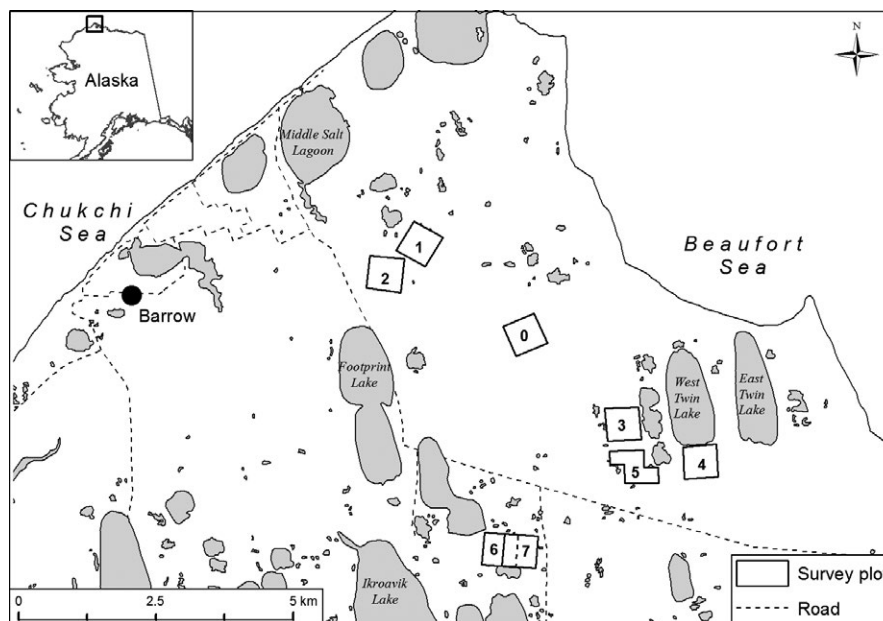 Alaska
N
Middle Salt
Lagoon
Chukchi
Sea
1
2
Beaufort
Sea
Barrow
0
Footprint
Lake
West
Twin
Lake
East
Twin
Lake
3
4
5
6
7
Ikroavik
Lake
0
2.5
5 km
Survey plot
Road